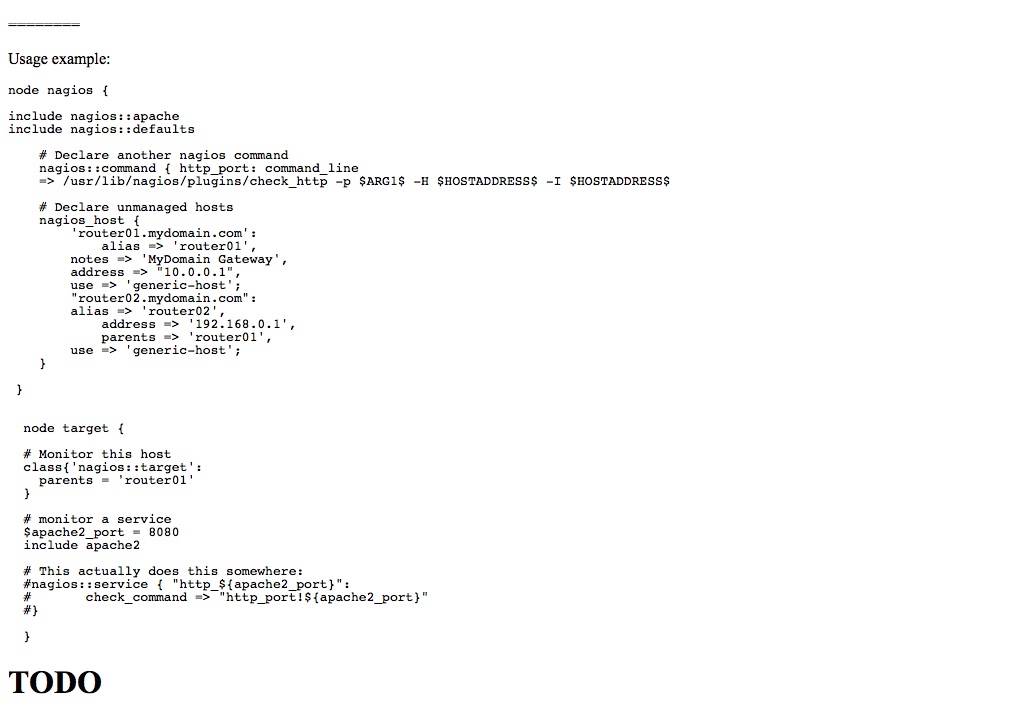 ========
Usage example:
node nagios {
include nagios::apache
include nagios::defaults
# Declare another nagios command
nagios::command { http_port: command_line
=> /usr/lib/nagios/plugins/check_http -p $ARG1$ -H $HOSTADDRESS$ -I $HOSTADDRESS$
# Declare unmanaged hosts
nagios_host {
'router01.mydomain.com':
alias => 'router01',
notes => 'MyDomain Gateway',
address => "10.0.0.1",
use => 'generic-host';
"router02.mydomain.com":
alias => 'router02',
address => '192.168.0.1',
parents => 'router01',
use => 'generic-host';
}
}
node target {
# Monitor this host
class{'nagios::target':
parents = 'router01'
}
# monitor a service
$apache2_port = 8080
include apache2
# This actually does this somewhere:
#nagios::service { "http_${apache2_port}":
#       check_command => "http_port!${apache2_port}"
#}
}
TODO